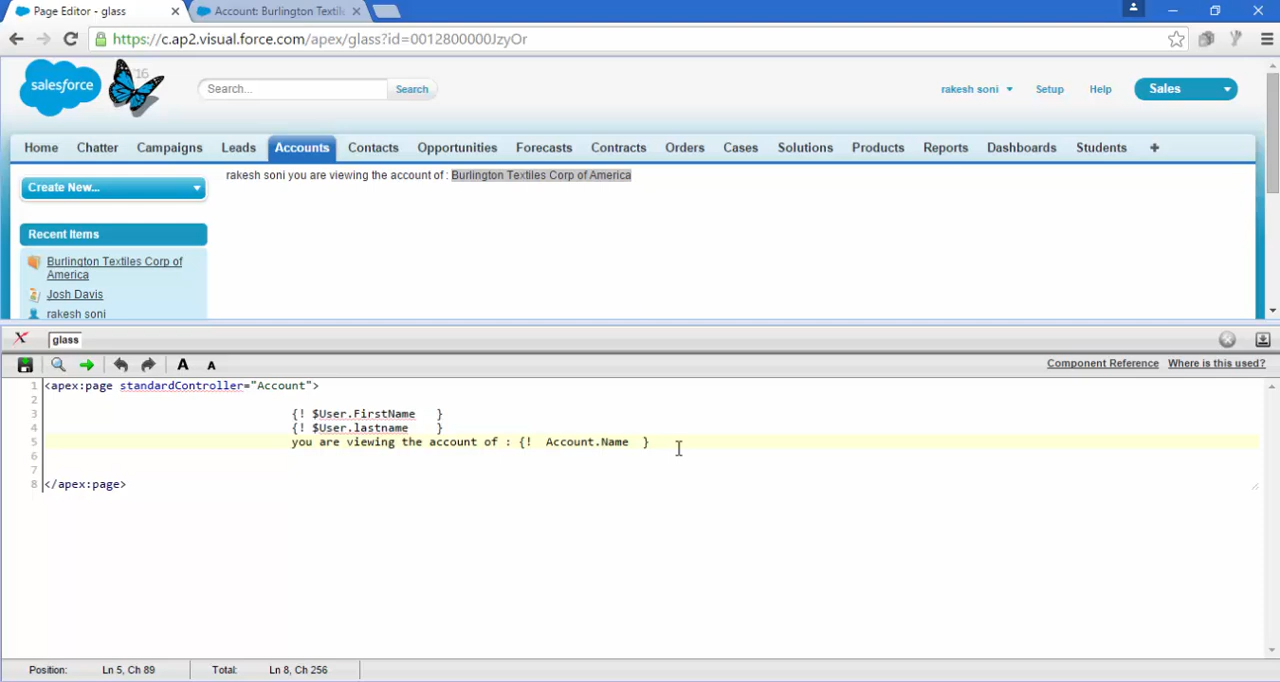 Page Editor - glass
Account: Burlington Textil
https://c.ap2.visual.force.com/apex/glass?id=0012800000JzyOr
salesforce
'16
Search...
Search
rakesh soni
Setup
Help
Sales
Home
Chatter
Campaigns
Leads
Accounts
Contacts
Opportunities
Forecasts
Contracts
Orders
Cases
Solutions
Products
Reports
Dashboards
Students
+
Create New...
rakesh soni you are viewing the account of : Burlington Textiles Corp of America
Recent Items
Burlington Textiles Corp of
America
Josh Davis
rakesh soni
glass
A
A
Component Reference
Where is this used?
1 <apex:page standardController="Account">
2
3 {! $User.FirstName }
4 {! $User.lastname }
5 you are viewing the account of : {! Account.Name }
6
7
8 </apex:page>
Position:
Ln 5, Ch 89
Total:
Ln 8, Ch 256